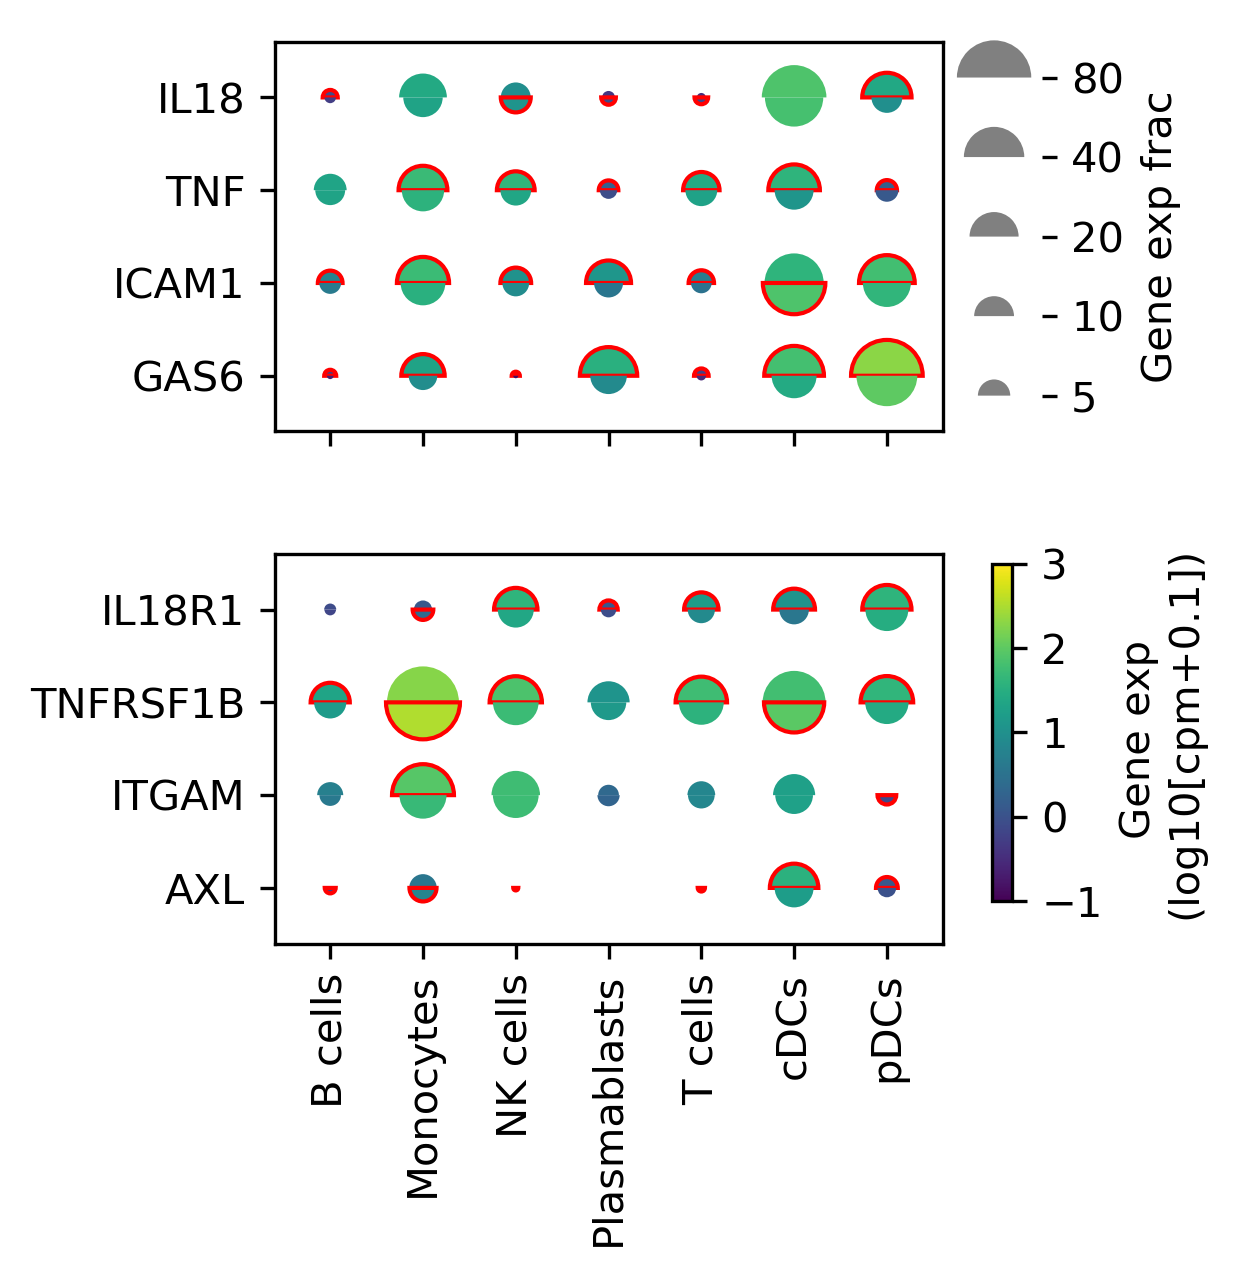 IL18
TNF
ICAM1
GAS6
80
40
20
10
5
Gene exp frac
IL18R1
TNFRSF1B
ITGAM
AXL
3
2
1
0
−1
Gene exp
(log10[cpm+0.1])
B cells
Monocytes
NK cells
Plasmablasts
T cells
cDCs
pDCs